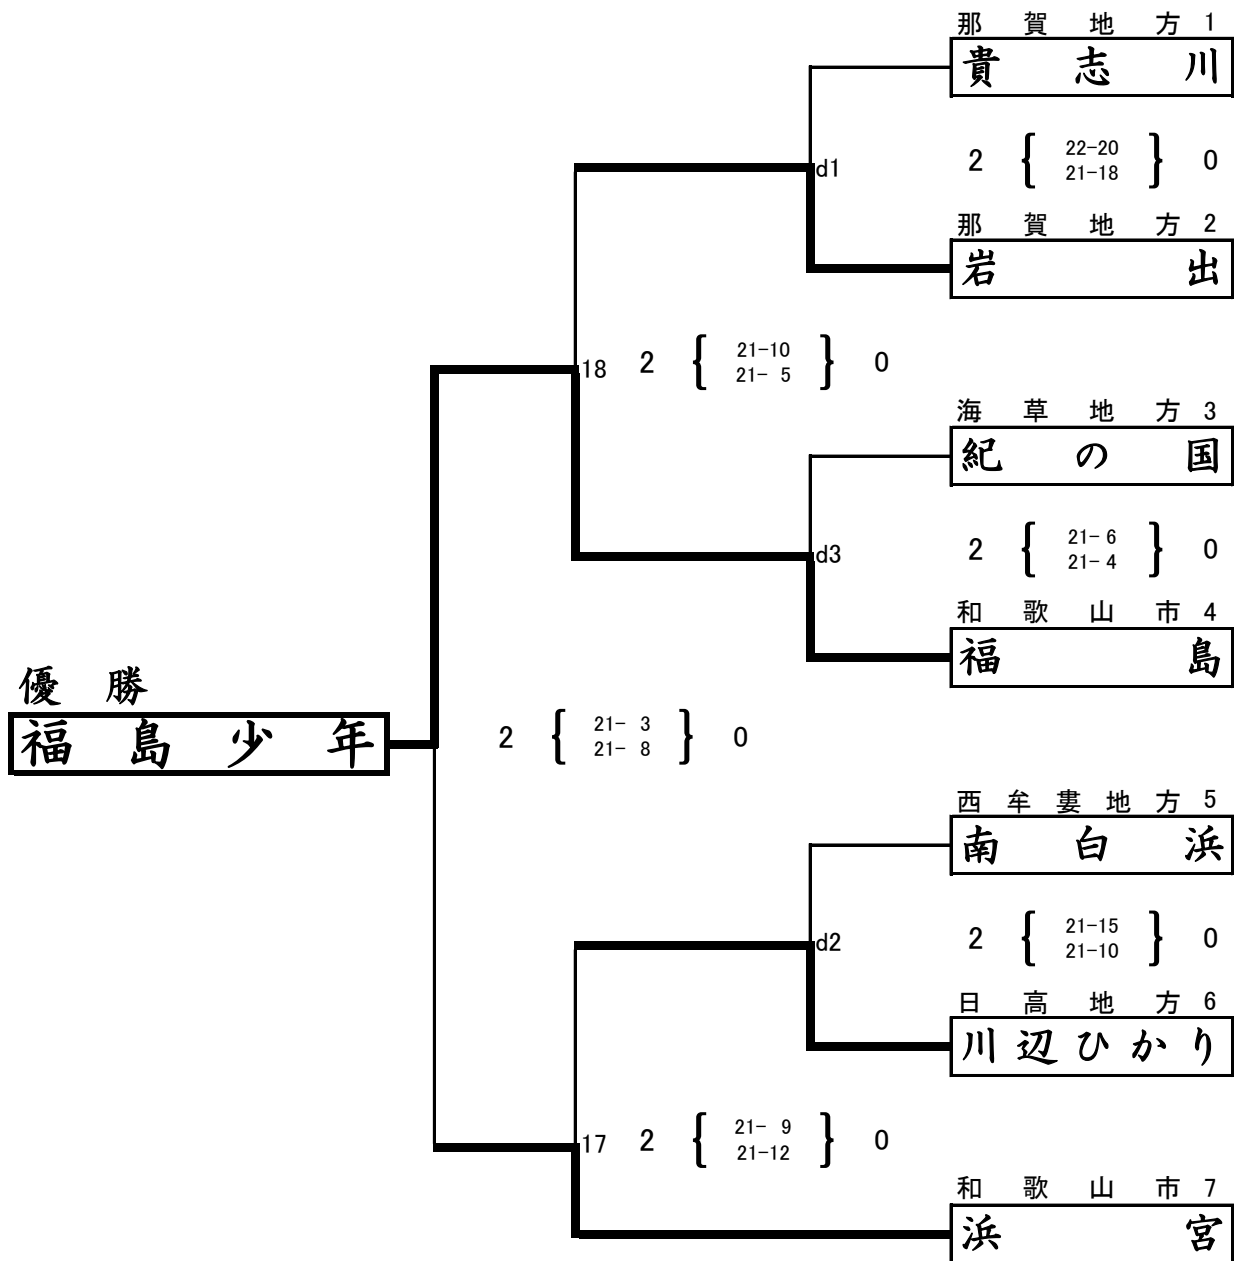 那賀地方 1
貴志川
d1 2 { 22-20 } 0
21-18
那賀地方 2
岩出
18 2 { 21-10 } 0
21- 5
海草地方 3
紀の国
d3 2 { 21- 6 } 0
21- 4
和歌山市 4
福島
優勝
福島少年
2 { 21- 3 } 0
21- 8
西牟婁地方 5
南白浜
d2 2 { 21-15 } 0
21-10
日高地方 6
川辺ひかり
17 2 { 21- 9 } 0
21-12
和歌山市 7
浜宮